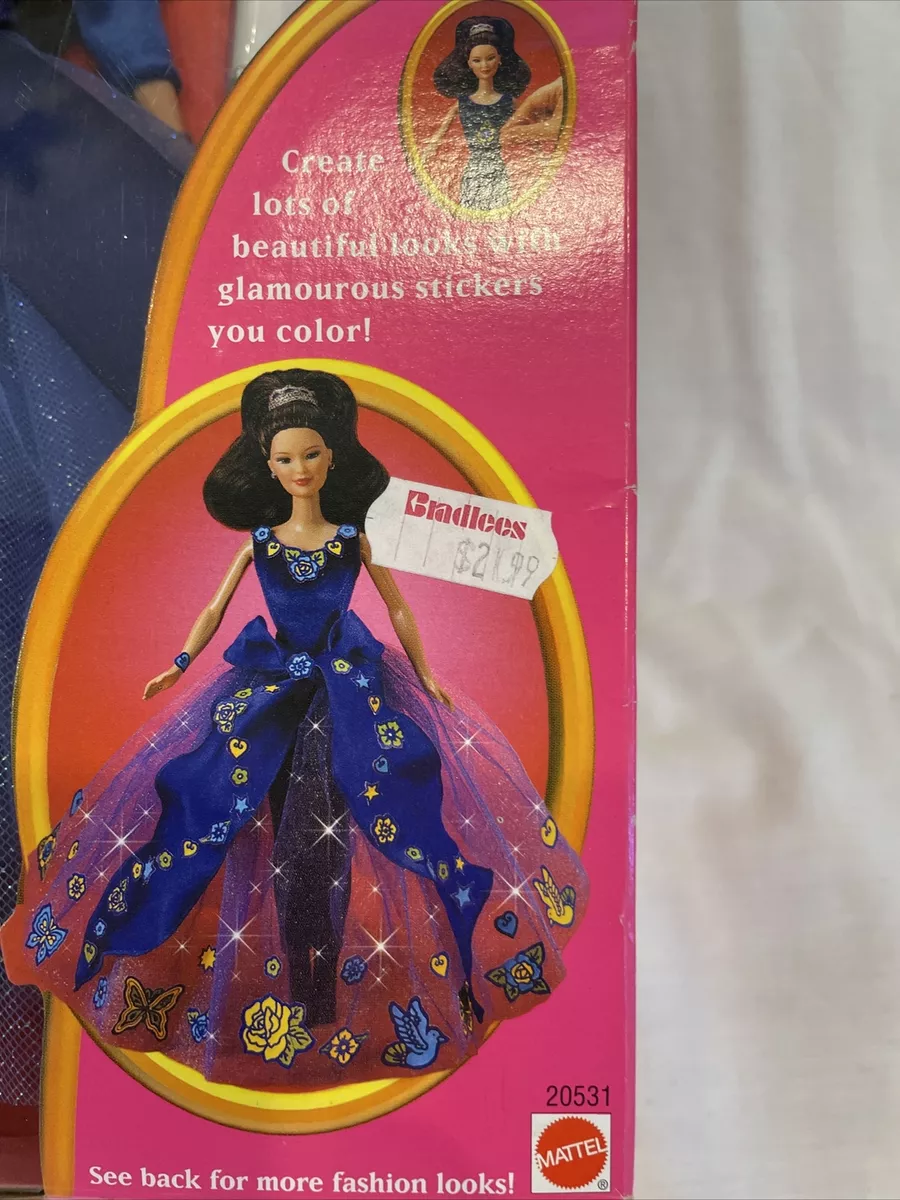 Create
lots of
beautiful looks with
glamourous stickers
you color!
Bradlees
$21.99
20531
MATTEL
®
See back for more fashion looks!